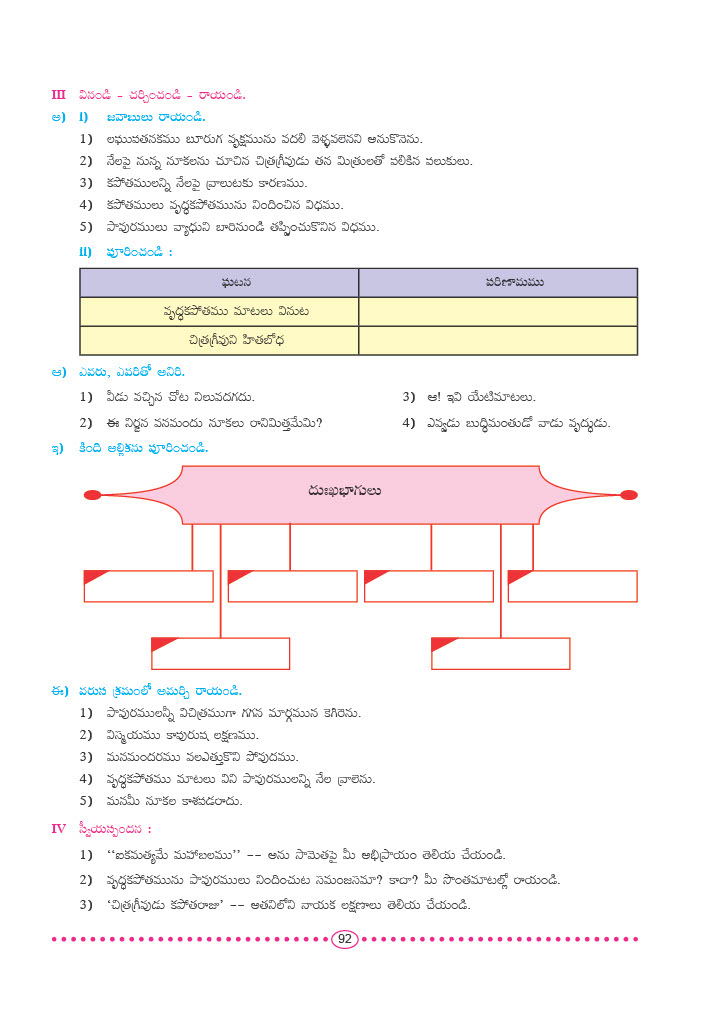 III వినండి - చర్చించండి - రాయండి.
అ) i) జవాబులు రాయండి.
1) లఘుపతనకము బూరుగ వృక్షమును వదలి వెళ్ళవలెనని అనుకొనెను.
2) నేలపై నున్న నూకలను చూచిన చిత్రగ్రీవుడు తన మిత్రులతో పలికిన పలుకులు.
3) కపోతములన్ని నేలపై వ్రాలుటకు కారణము.
4) కపోతములు వృద్ధకపోతమును నిందించిన విధము.
5) పావురములు వ్యాధుని బారినుండి తప్పించుకొనిన విధము.
ii) పూరించండి :
ఘటన పరిణామము
వృద్ధకపోతము మాటలు వినుట
చిత్రగ్రీవుని హితబోధ
ఆ) ఎవరు, ఎవరితో అనిరి.
1) వీడు వచ్చిన చోట నిలువదగదు. 3) ఆ! ఇవి యేటిమాటలు.
2) ఈ నిర్జన వనమందు నూకలు రానిమిత్తమేమి? 4) ఎవ్వడు బుద్ధిమంతుడో వాడు వృద్ధుడు.
ఇ) కింది అల్లికను పూరించండి.
దుఃఖభాగులు
ఈ) వరుస క్రమంలో అమర్చి రాయండి.
1) పావురములన్నీ విచిత్రముగా గగన మార్గమున కెగిరెను.
2) విస్మయము కాపురుష లక్షణము.
3) మనమందరము వలఎత్తుకొని పోవుదము.
4) వృద్ధకపోతము మాటలు విని పావురములన్ని నేల వ్రాలెను.
5) మనమీ నూకల కాశపడరాదు.
IV స్వీయస్పందన :
1) ‘‘ఐకమత్యమే మహాబలము’’ -- అను సామెతపై మీ అభిప్రాయం తెలియ చేయండి.
2) వృద్ధకపోతమును పావురములు నిందించుట సమంజసమా? కాదా? మీ సొంతమాటల్లో రాయండి.
3) ‘చిత్రగ్రీవుడు కపోతరాజు’ -- అతనిలోని నాయక లక్షణాలు తెలియ చేయండి.
92